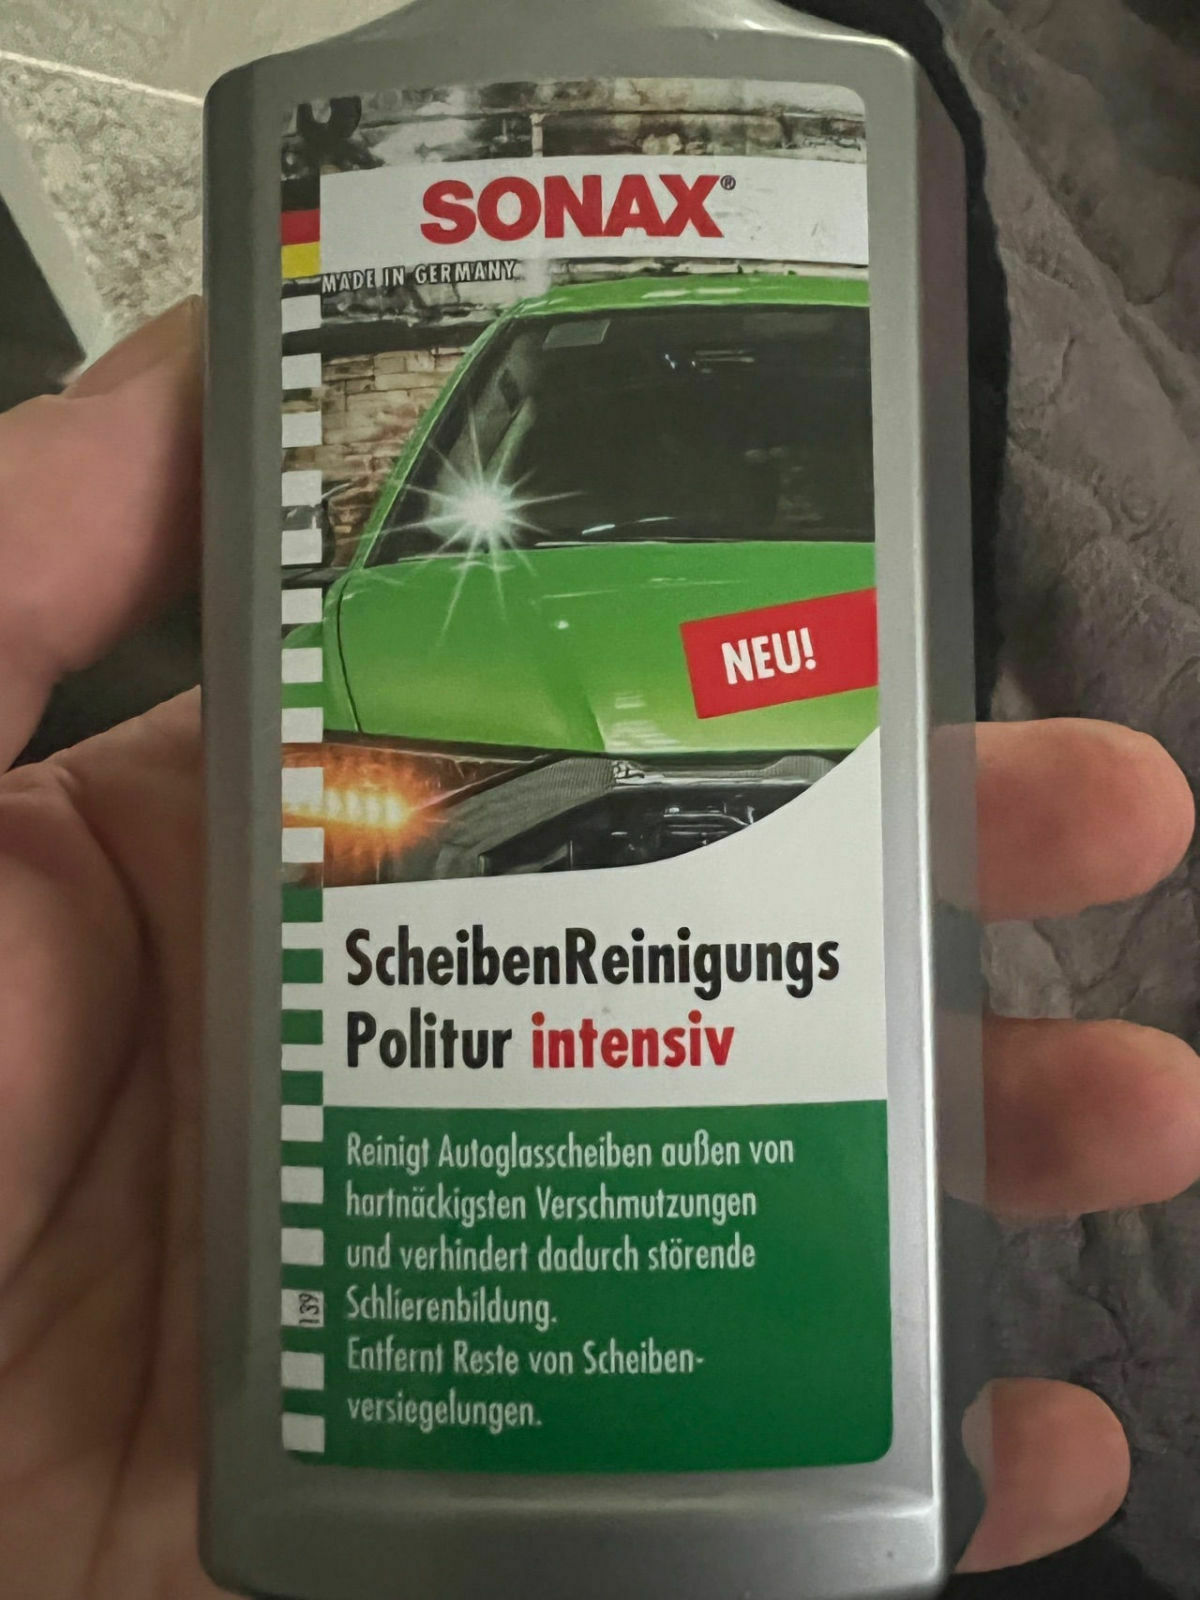 SONAX®
MADE IN GERMANY
NEU!
ScheibenReinigungs
Politur intensiv
Reinigt Autoglasscheiben außen von
hartnäckigsten Verschmutzungen
und verhindert dadurch störende
Schlierenbildung.
Entfernt Reste von Scheiben-
versiegelungen.
139